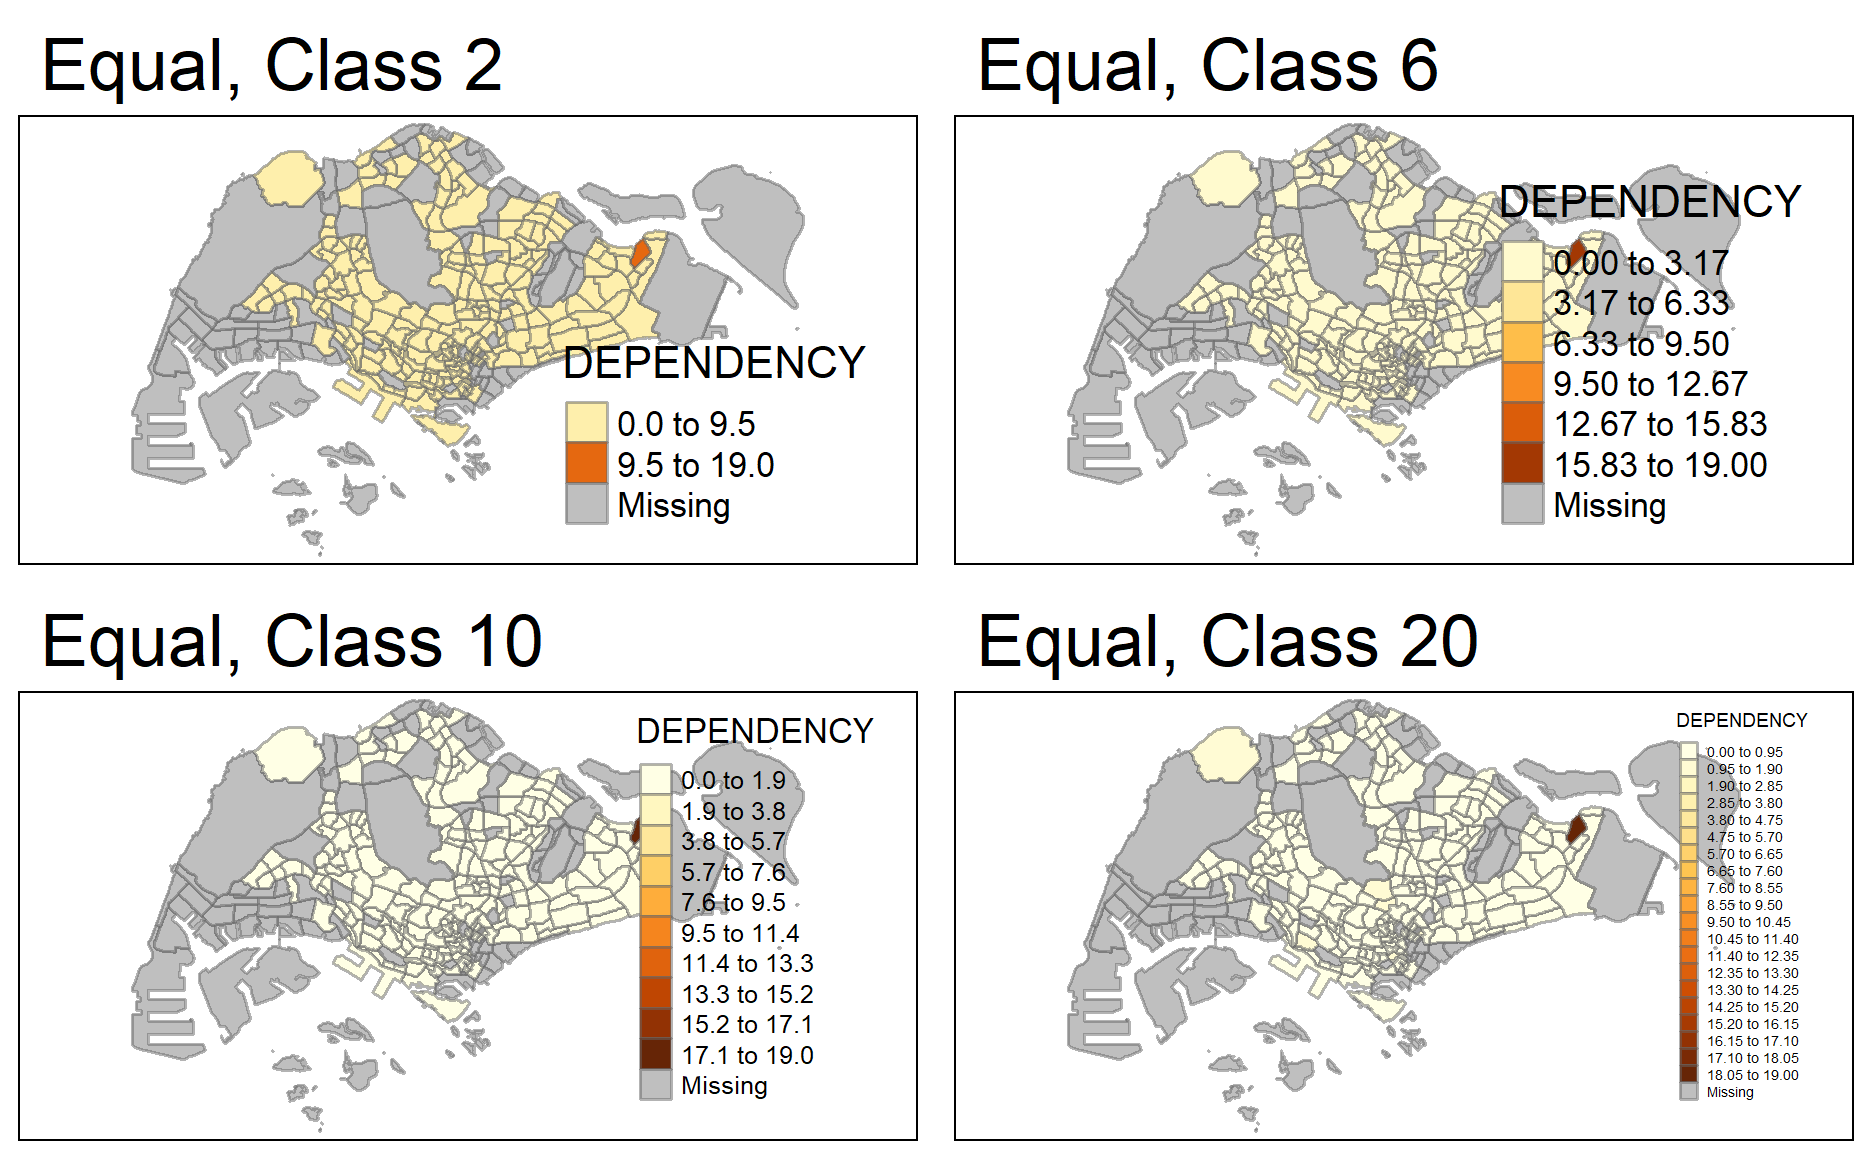 Equal, Class 2
DEPENDENCY
0.0 to 9.5
9.5 to 19.0
Missing
Equal, Class 6
DEPENDENCY
0.00 to 3.17
3.17 to 6.33
6.33 to 9.50
9.50 to 12.67
12.67 to 15.83
15.83 to 19.00
Missing
Equal, Class 10
DEPENDENCY
0.0 to 1.9
1.9 to 3.8
3.8 to 5.7
5.7 to 7.6
7.6 to 9.5
9.5 to 11.4
11.4 to 13.3
13.3 to 15.2
15.2 to 17.1
17.1 to 19.0
Missing
Equal, Class 20
DEPENDENCY
0.00 to 0.95
0.95 to 1.90
1.90 to 2.85
2.85 to 3.80
3.80 to 4.75
4.75 to 5.70
5.70 to 6.65
6.65 to 7.60
7.60 to 8.55
8.55 to 9.50
9.50 to 10.45
10.45 to 11.40
11.40 to 12.35
12.35 to 13.30
13.30 to 14.25
14.25 to 15.20
15.20 to 16.15
16.15 to 17.10
17.10 to 18.05
18.05 to 19.00
Missing